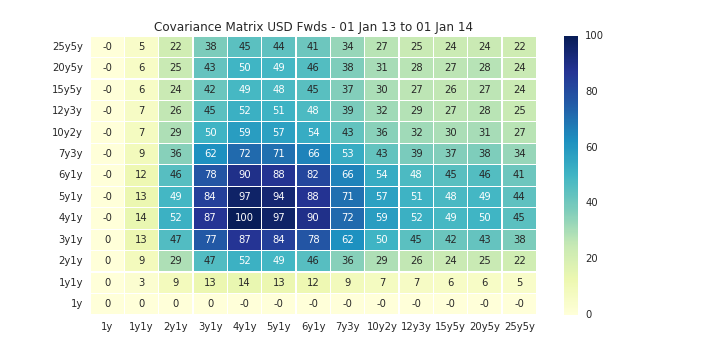 Covariance Matrix USD Fwds - 01 Jan 13 to 01 Jan 14
25y5y -0 5 22 38 45 44 41 34 27 25 24 24 22
20y5y -0 6 25 43 50 49 46 38 31 28 27 28 24
15y5y -0 6 24 42 49 48 45 37 30 27 26 27 24
12y3y -0 7 26 45 52 51 48 39 32 29 27 28 25
10y2y -0 7 29 50 59 57 54 43 36 32 30 31 27
7y3y -0 9 36 62 72 71 66 53 43 39 37 38 34
6y1y -0 12 46 78 90 88 82 66 54 48 45 46 41
5y1y -0 13 49 84 97 94 88 71 57 51 48 49 44
4y1y -0 14 52 87 100 97 90 72 59 52 49 50 45
3y1y 0 13 47 77 87 84 78 62 50 45 42 43 38
2y1y 0 9 29 47 52 49 46 36 29 26 24 25 22
1y1y 0 3 9 13 14 13 12 9 7 7 6 6 5
1y 0 0 0 0 -0 -0 -0 -0 -0 -0 -0 -0 -0
1y 1y1y 2y1y 3y1y 4y1y 5y1y 6y1y 7y3y 10y2y 12y3y 15y5y 20y5y 25y5y
100
80
60
40
20
0